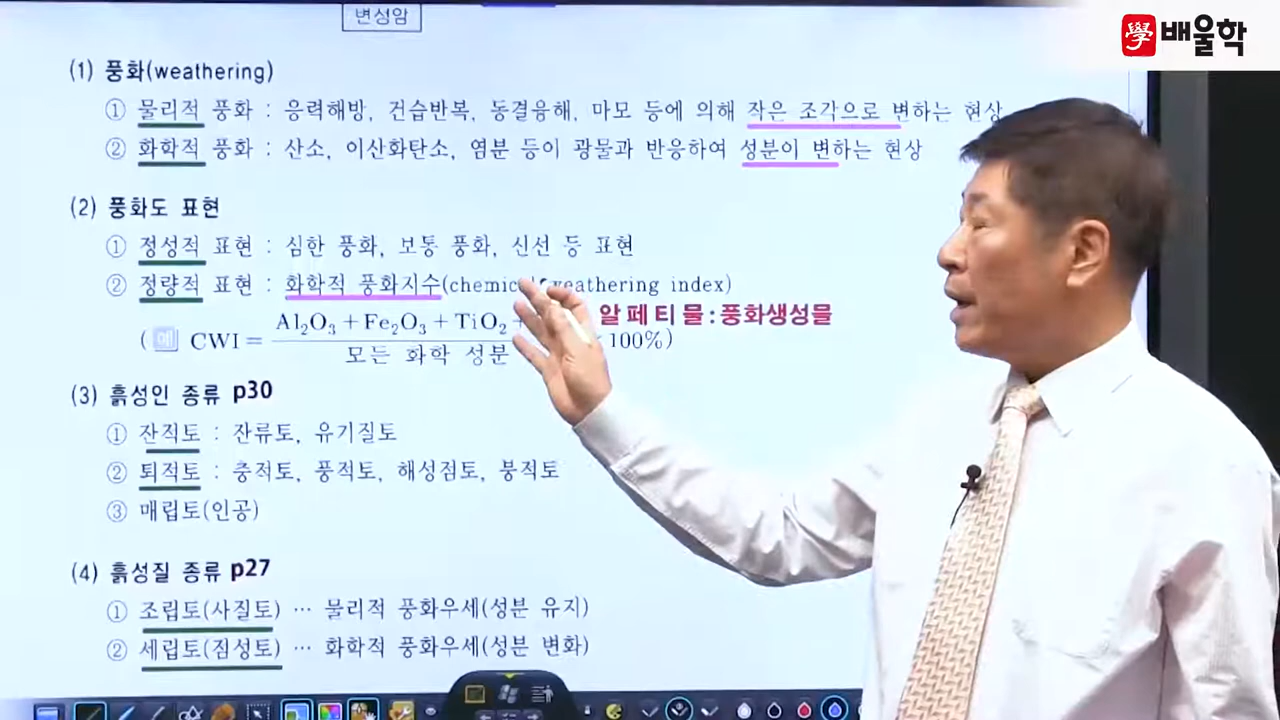 변성암
學 배울학
(1) 풍화(weathering)
① 물리적 풍화 : 응력해방, 건습반복, 동결융해, 마모 등에 의해 작은 조각으로 변하는 현상
② 화학적 풍화 : 산소, 이산화탄소, 염분 등이 광물과 반응하여 성분이 변하는 현상
(2) 풍화도 표현
① 정성적 표현 : 심한 풍화, 보통 풍화, 신선 등 표현
② 정량적 표현 : 화학적 풍화지수(chemical weathering index)
알 페 티 믈 : 풍화생성믈
(예 CWI = Al₂O₃ + Fe₂O₃ + TiO₂ +
모든 화학 성분 100%)
(3) 흙성인 종류 p30
① 잔적토 : 잔류토, 유기질토
② 퇴적토 : 충적토, 풍적토, 해성점토, 붕적토
③ 매립토(인공)
(4) 흙성질 종류 p27
① 조립토(사질토) ··· 물리적 풍화우세(성분 유지)
② 세립토(점성토) ··· 화학적 풍화우세(성분 변화)